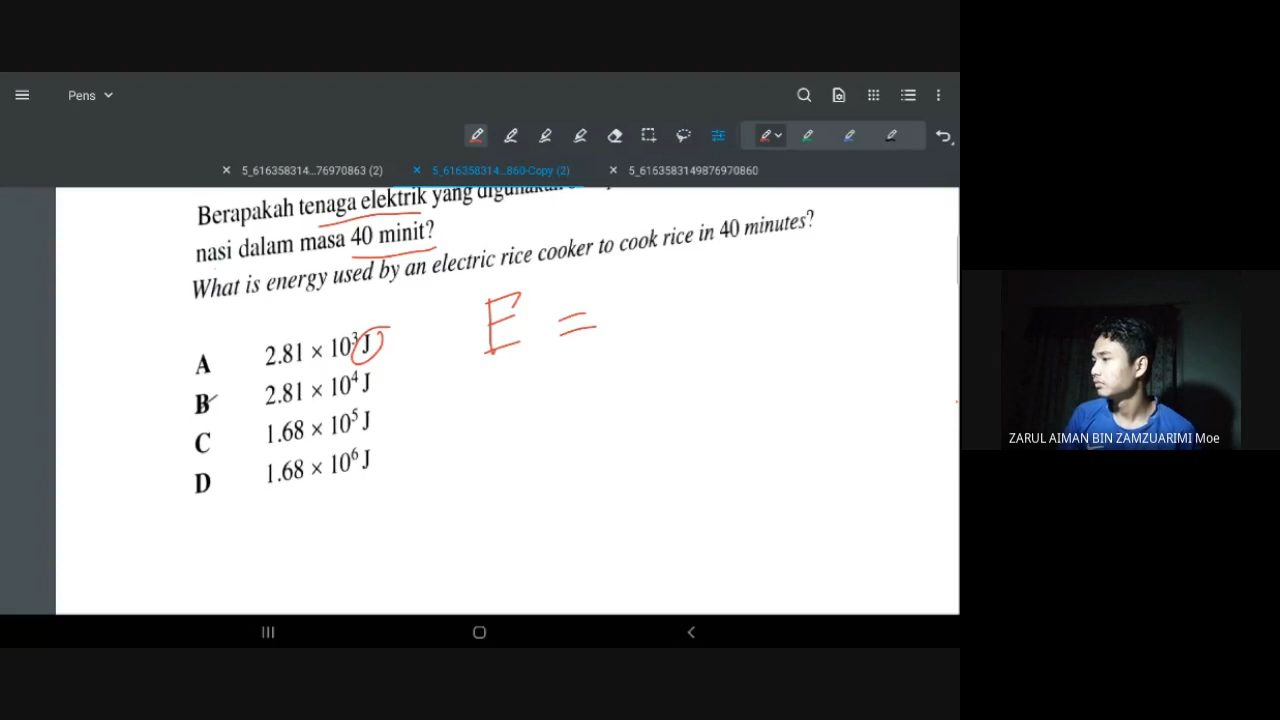 Pens
5_616358314...76970863 (2)
5_616358314...860-Copy (2)
5_6163583149876970860
Berapakah tenaga elektrik yang digunakan
nasi dalam masa 40 minit?
What is energy used by an electric rice cooker to cook rice in 40 minutes?
E =
A 2.81 × 10³ J
B 2.81 × 10⁴ J
C 1.68 × 10⁵ J
D 1.68 × 10⁶ J
ZARUL AIMAN BIN ZAMZUARIMI Moe